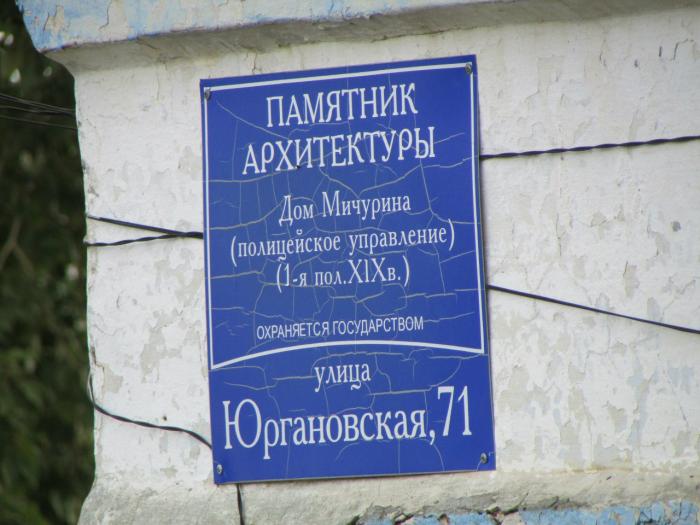 ПАМЯТНИК
АРХИТЕКТУРЫ
Дом Мичурина
(полицейское управление)
(1-я пол.XIXв.)
ОХРАНЯЕТСЯ ГОСУДАРСТВОМ
улица
Юргановская,71